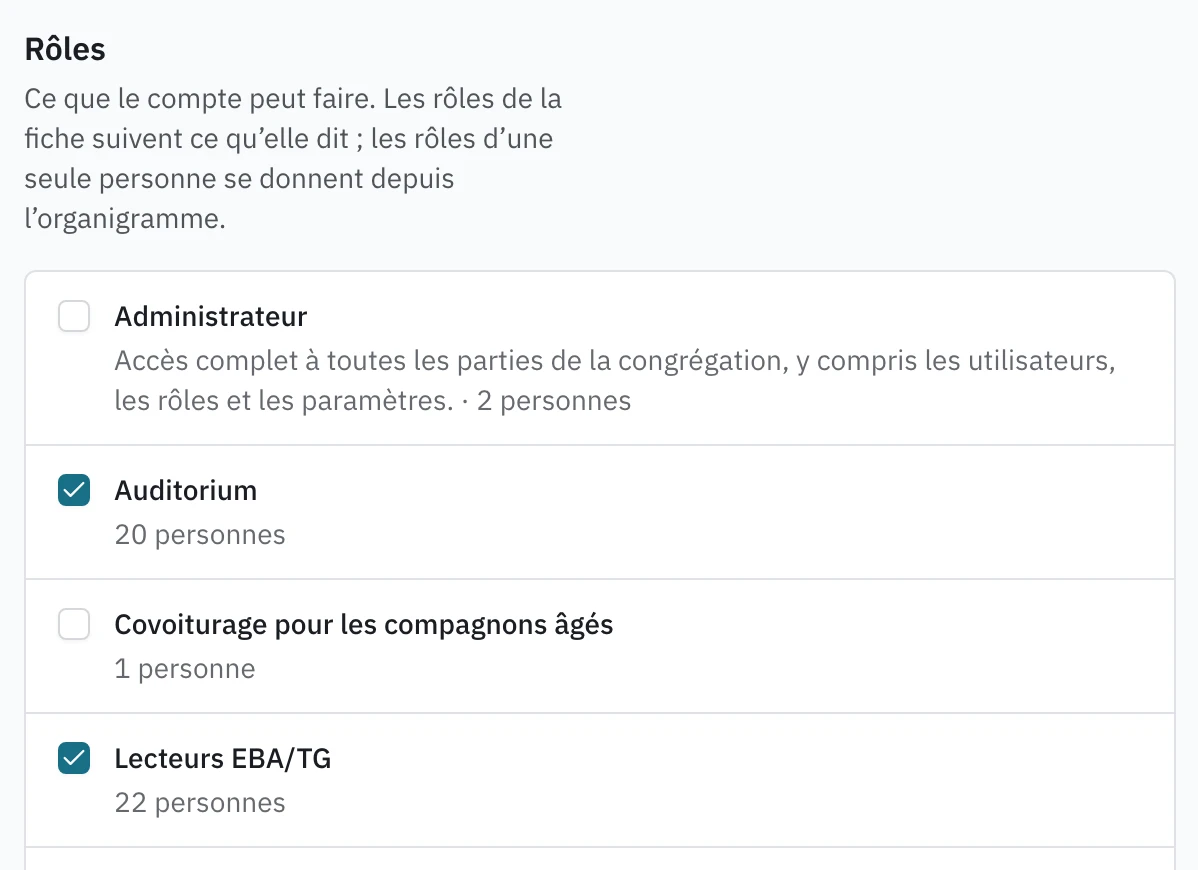 Rôles
Ce que le compte peut faire. Les rôles de la
fiche suivent ce qu’elle dit ; les rôles d’une
seule personne se donnent depuis
l’organigramme.
Administrateur
Accès complet à toutes les parties de la congrégation, y compris les utilisateurs,
les rôles et les paramètres. · 2 personnes
Auditorium
20 personnes
Covoiturage pour les compagnons âgés
1 personne
Lecteurs EBA/TG
22 personnes